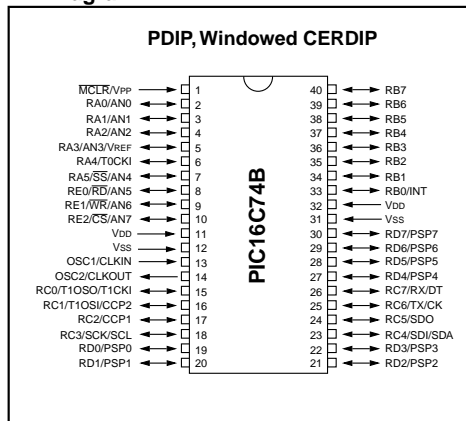 PDIP, Windowed CERDIP
MCLR/VPP 1 40 RB7
RA0/AN0 2 39 RB6
RA1/AN1 3 38 RB5
RA2/AN2 4 37 RB4
RA3/AN3/VREF 5 36 RB3
RA4/T0CKI 6 35 RB2
RA5/SS/AN4 7 34 RB1
RE0/RD/AN5 8 33 RB0/INT
RE1/WR/AN6 9 32 VDD
RE2/CS/AN7 10 31 VSS
VDD 11 30 RD7/PSP7
VSS 12 29 RD6/PSP6
OSC1/CLKIN 13 28 RD5/PSP5
OSC2/CLKOUT 14 27 RD4/PSP4
RC0/T1OSO/T1CKI 15 26 RC7/RX/DT
RC1/T1OSI/CCP2 16 25 RC6/TX/CK
RC2/CCP1 17 24 RC5/SDO
RC3/SCK/SCL 18 23 RC4/SDI/SDA
RD0/PSP0 19 22 RD3/PSP3
RD1/PSP1 20 21 RD2/PSP2
PIC16C74B